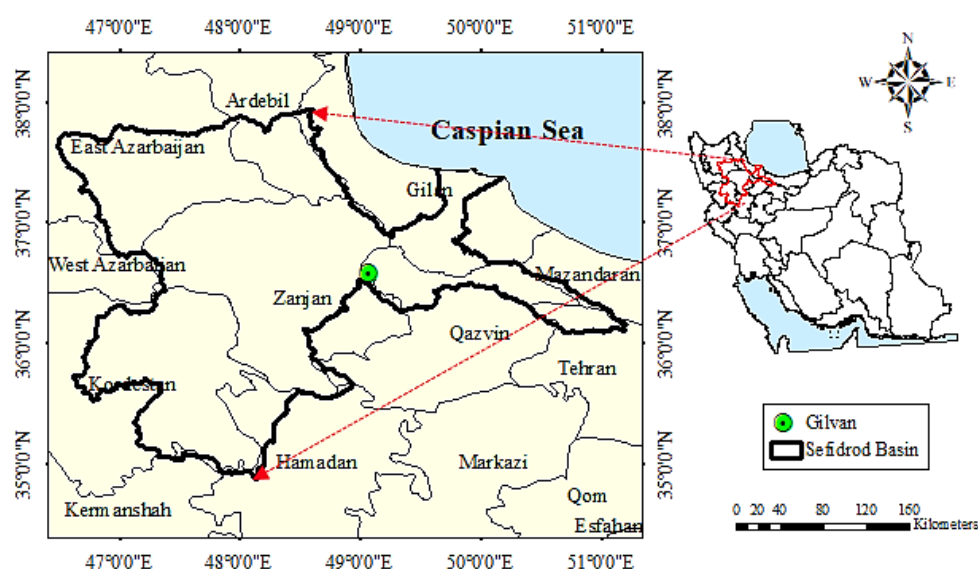 47°0'0"E 48°0'0"E 49°0'0"E 50°0'0"E 51°0'0"E
38°0'0"N
37°0'0"N
36°0'0"N
35°0'0"N
Ardebil
East Azarbaijan
Caspian Sea
Gilan
West Azarbaijan
Mazandaran
Zanjan
Qazvin
Tehran
Kordestan
Hamadan
Markazi
Kermanshah
Qom
Esfahan
38°0'0"N
37°0'0"N
36°0'0"N
35°0'0"N
47°0'0"E 48°0'0"E 49°0'0"E 50°0'0"E 51°0'0"E
N
W E
S
Gilvan
Sefidrod Basin
0 20 40 80 120 160
Kilometers